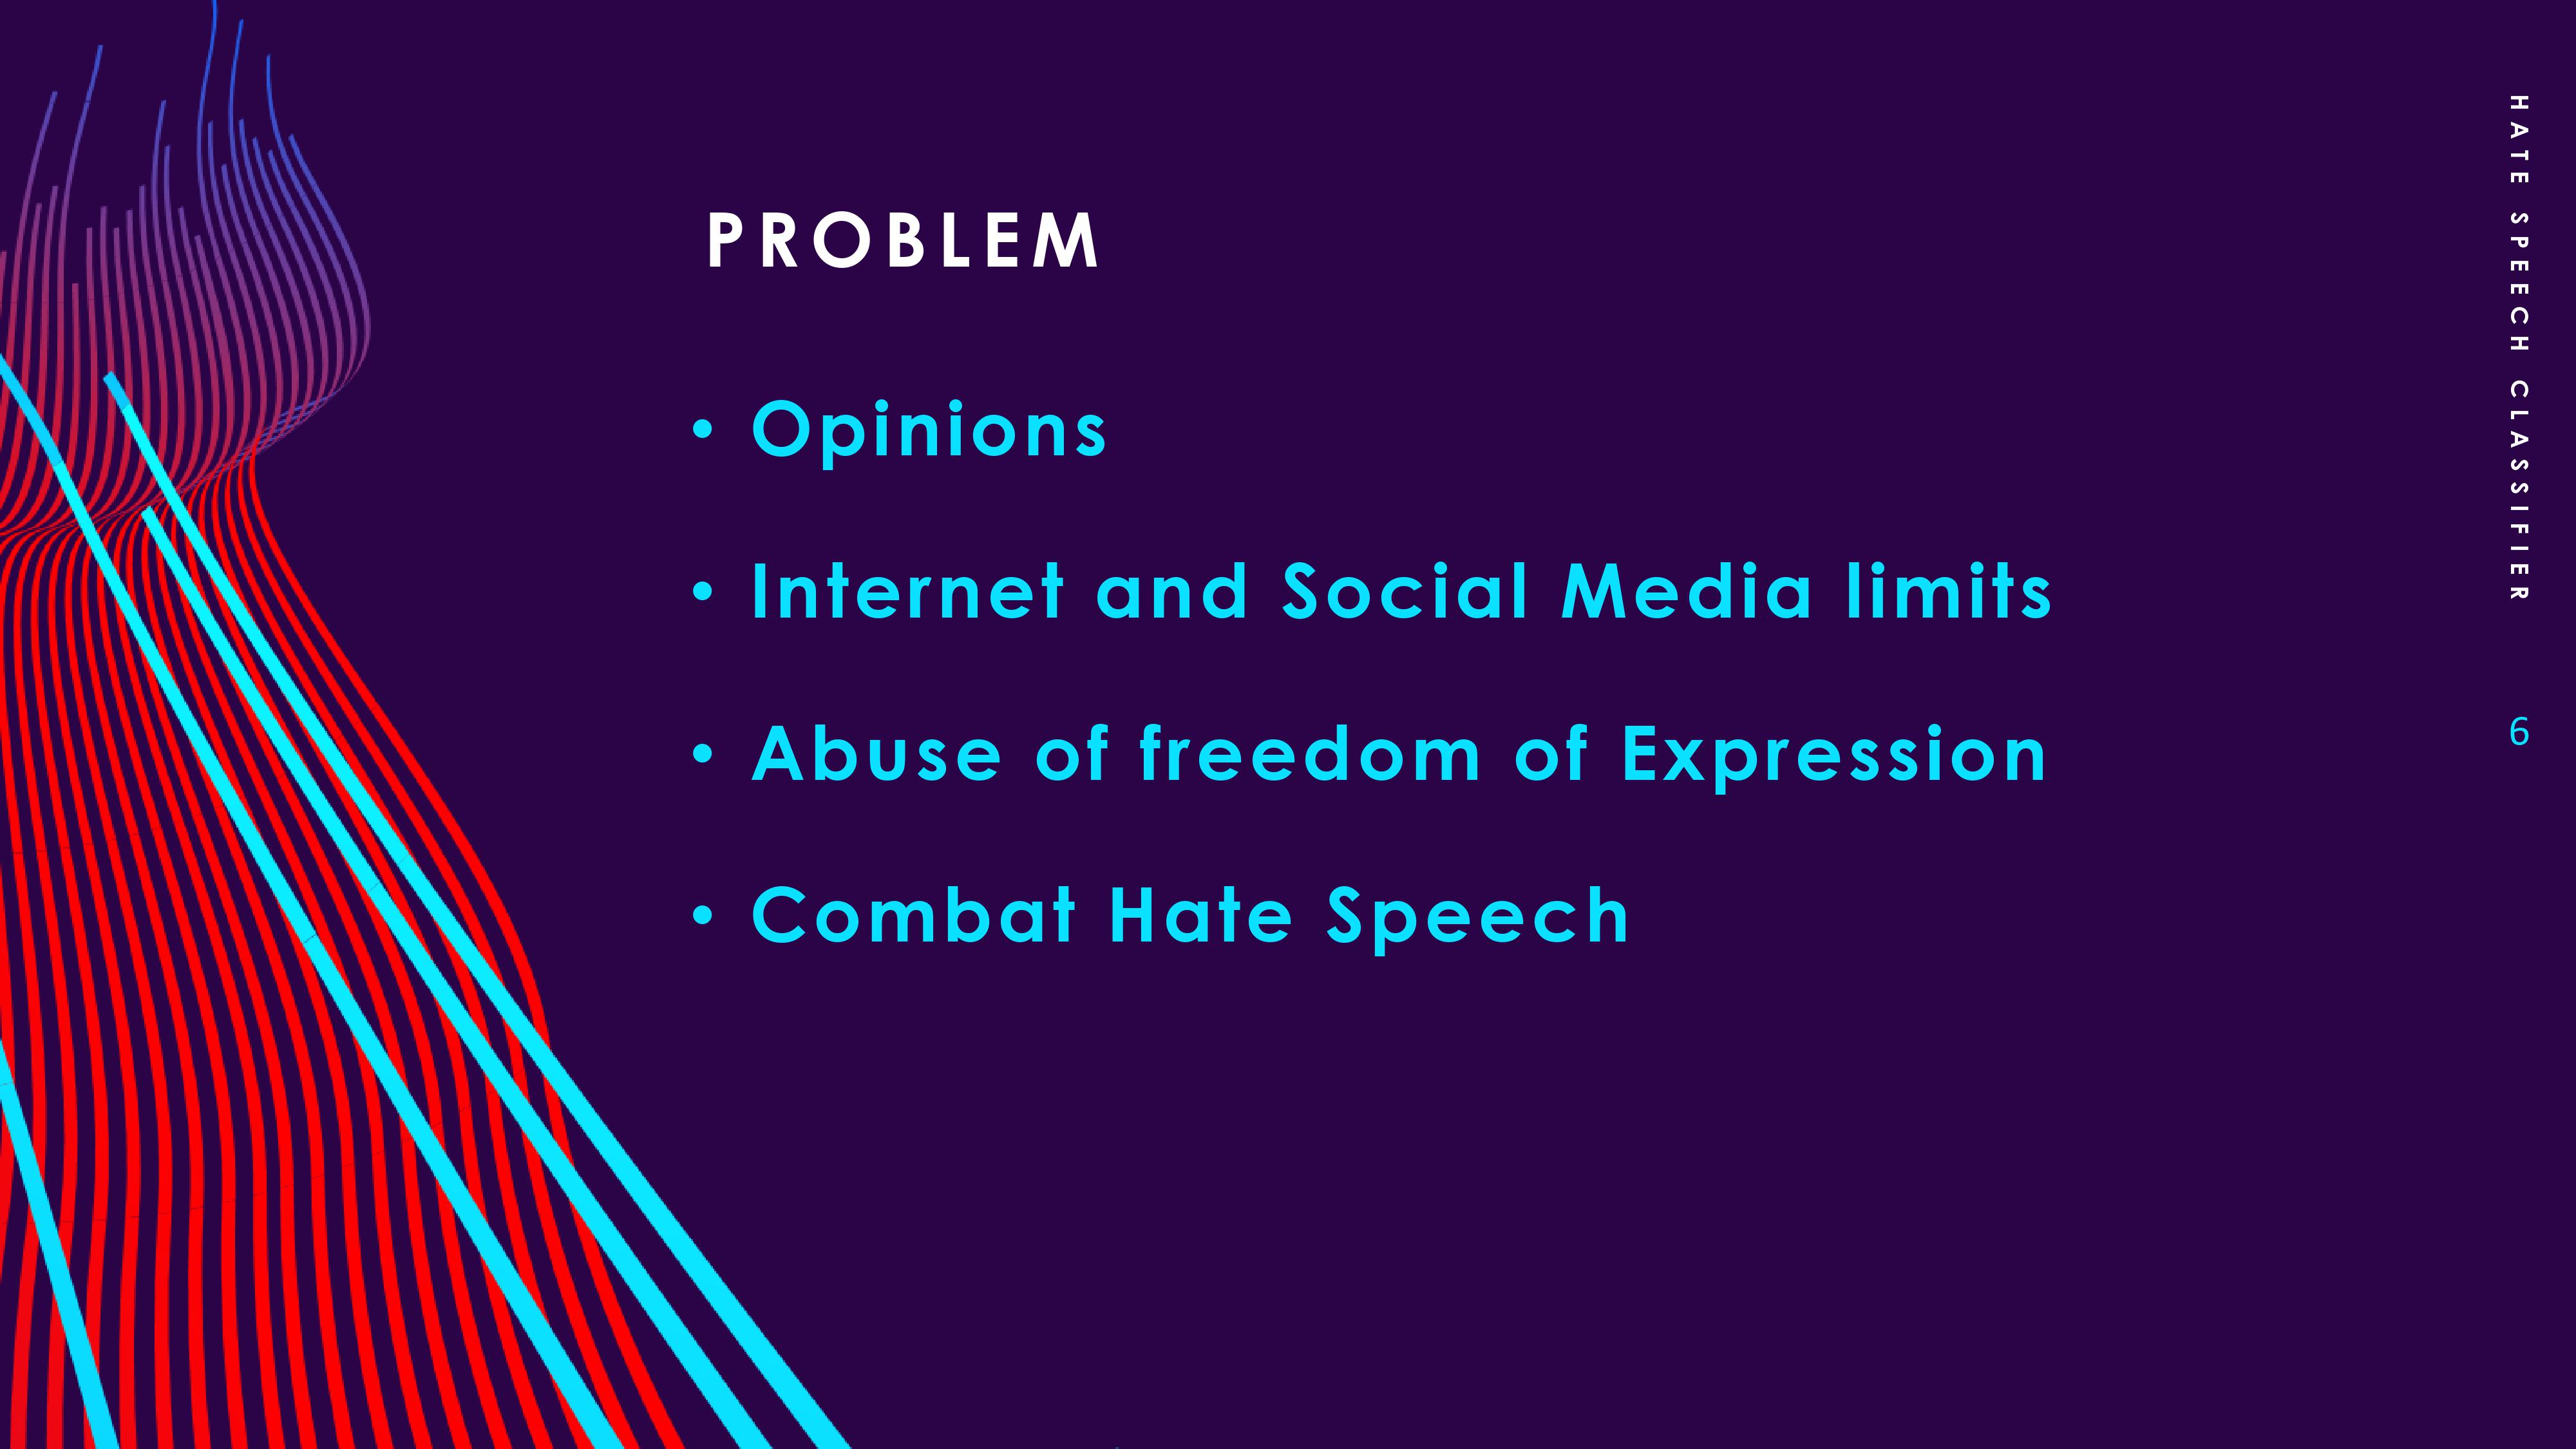 PROBLEM
• Opinions
• Internet and Social Media limits
• Abuse of freedom of Expression
• Combat Hate Speech
HATE SPEECH CLASSIFIER
6